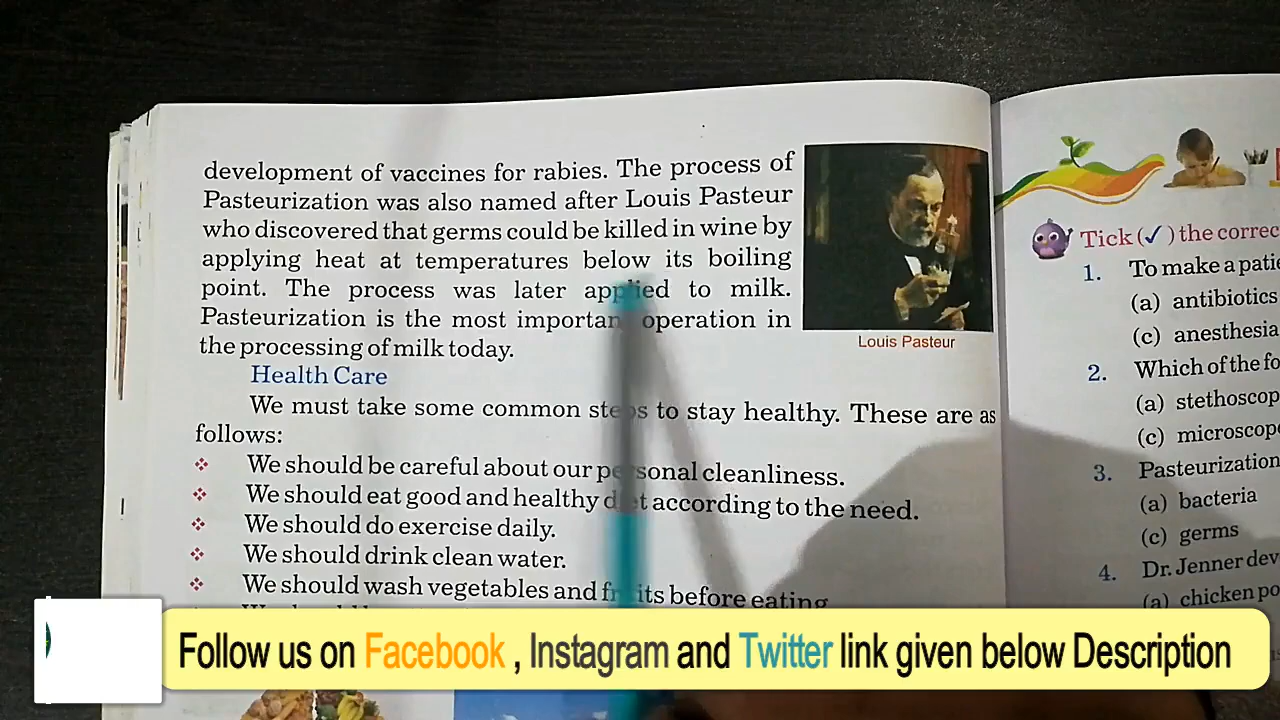 development of vaccines for rabies. The process of
Pasteurization was also named after Louis Pasteur
who discovered that germs could be killed in wine by
applying heat at temperatures below its boiling
point. The process was later applied to milk.
Pasteurization is the most important operation in
the processing of milk today.
Louis Pasteur
Health Care
We must take some common steps to stay healthy. These are as
follows:
We should be careful about our personal cleanliness.
We should eat good and healthy diet according to the need.
We should do exercise daily.
We should drink clean water.
We should wash vegetables and fruits before eating
Tick (✓) the correc
1. To make a patie
(a) antibiotics
(c) anesthesia
2. Which of the fo
(a) stethoscop
(c) microscop
3. Pasteurization
(a) bacteria
(c) germs
4. Dr. Jenner dev
(a) chicken po
Follow us on Facebook , Instagram and Twitter link given below Description